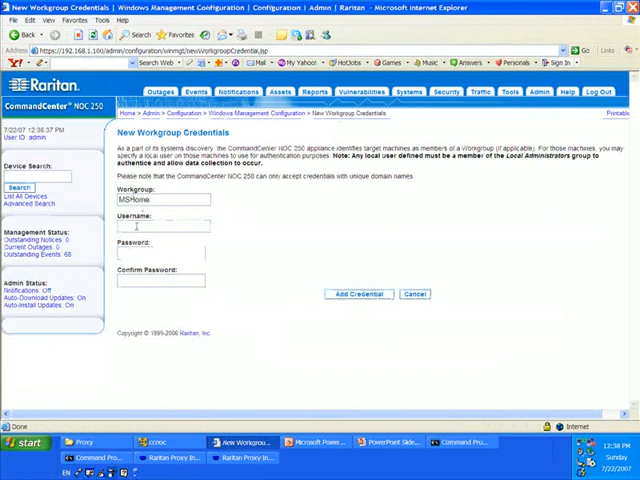 New Workgroup Credentials | Windows Management Configuration | Configuration | Admin | Raritan - Microsoft Internet Explorer
File Edit View Favorites Tools Help
Back Search Favorites
Address https://192.168.1.100/admin/configuration/winmgt/newWorkgroupCredential.jsp Go Links
Search Web Mail My Yahoo! HotJobs Games Music Answers Personals Sign In
Raritan
Outages Events Notifications Assets Reports Vulnerabilities Systems Security Traffic Tools Admin Help Log Out
CommandCenter NOC 250
Home > Admin > Configuration > Windows Management Configuration > New Workgroup Credentials Printable
7/22/07 12:36:37 PM
User ID: admin
Device Search:
Search
List All Devices
Advanced Search
Management Status:
Outstanding Notices: 0
Current Outages: 0
Outstanding Events: 68
Admin Status:
Notifications: Off
Auto-Download Updates: On
Auto-Install Updates: On
New Workgroup Credentials
As a part of its systems discovery, the CommandCenter NOC 250 appliance identifies target machines as members of a Workgroup (if applicable). For those machines, you may
specify a local user on those machines to use for authentication purposes. Note: Any local user defined must be a member of the Local Administrators group to
authenticate and allow data collection to occur.
Please note that the CommandCenter NOC 250 can only accept credentials with unique domain names.
Workgroup:
MSHome
Username:
Password:
Confirm Password:
Add Credential Cancel
Copyright © 1999-2006 Raritan, Inc
Done Internet
start Proxy ccnoc New Workgrou... Microsoft Power... PowerPoint Slide... Command Pro...
Command Pro... Raritan Proxy In... Raritan Proxy In...
EN
12:38 PM
Sunday
7/22/2007